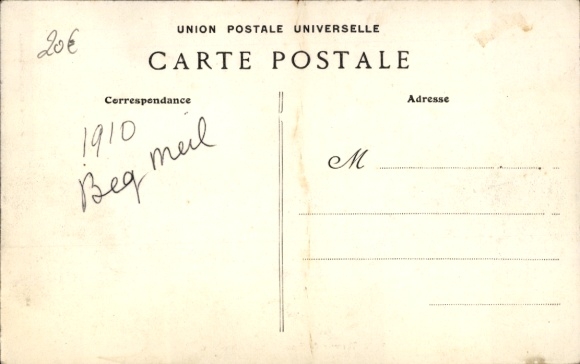 20€
UNION POSTALE UNIVERSELLE
CARTE POSTALE
Correspondance
Adresse
1910
Beg Meil
M